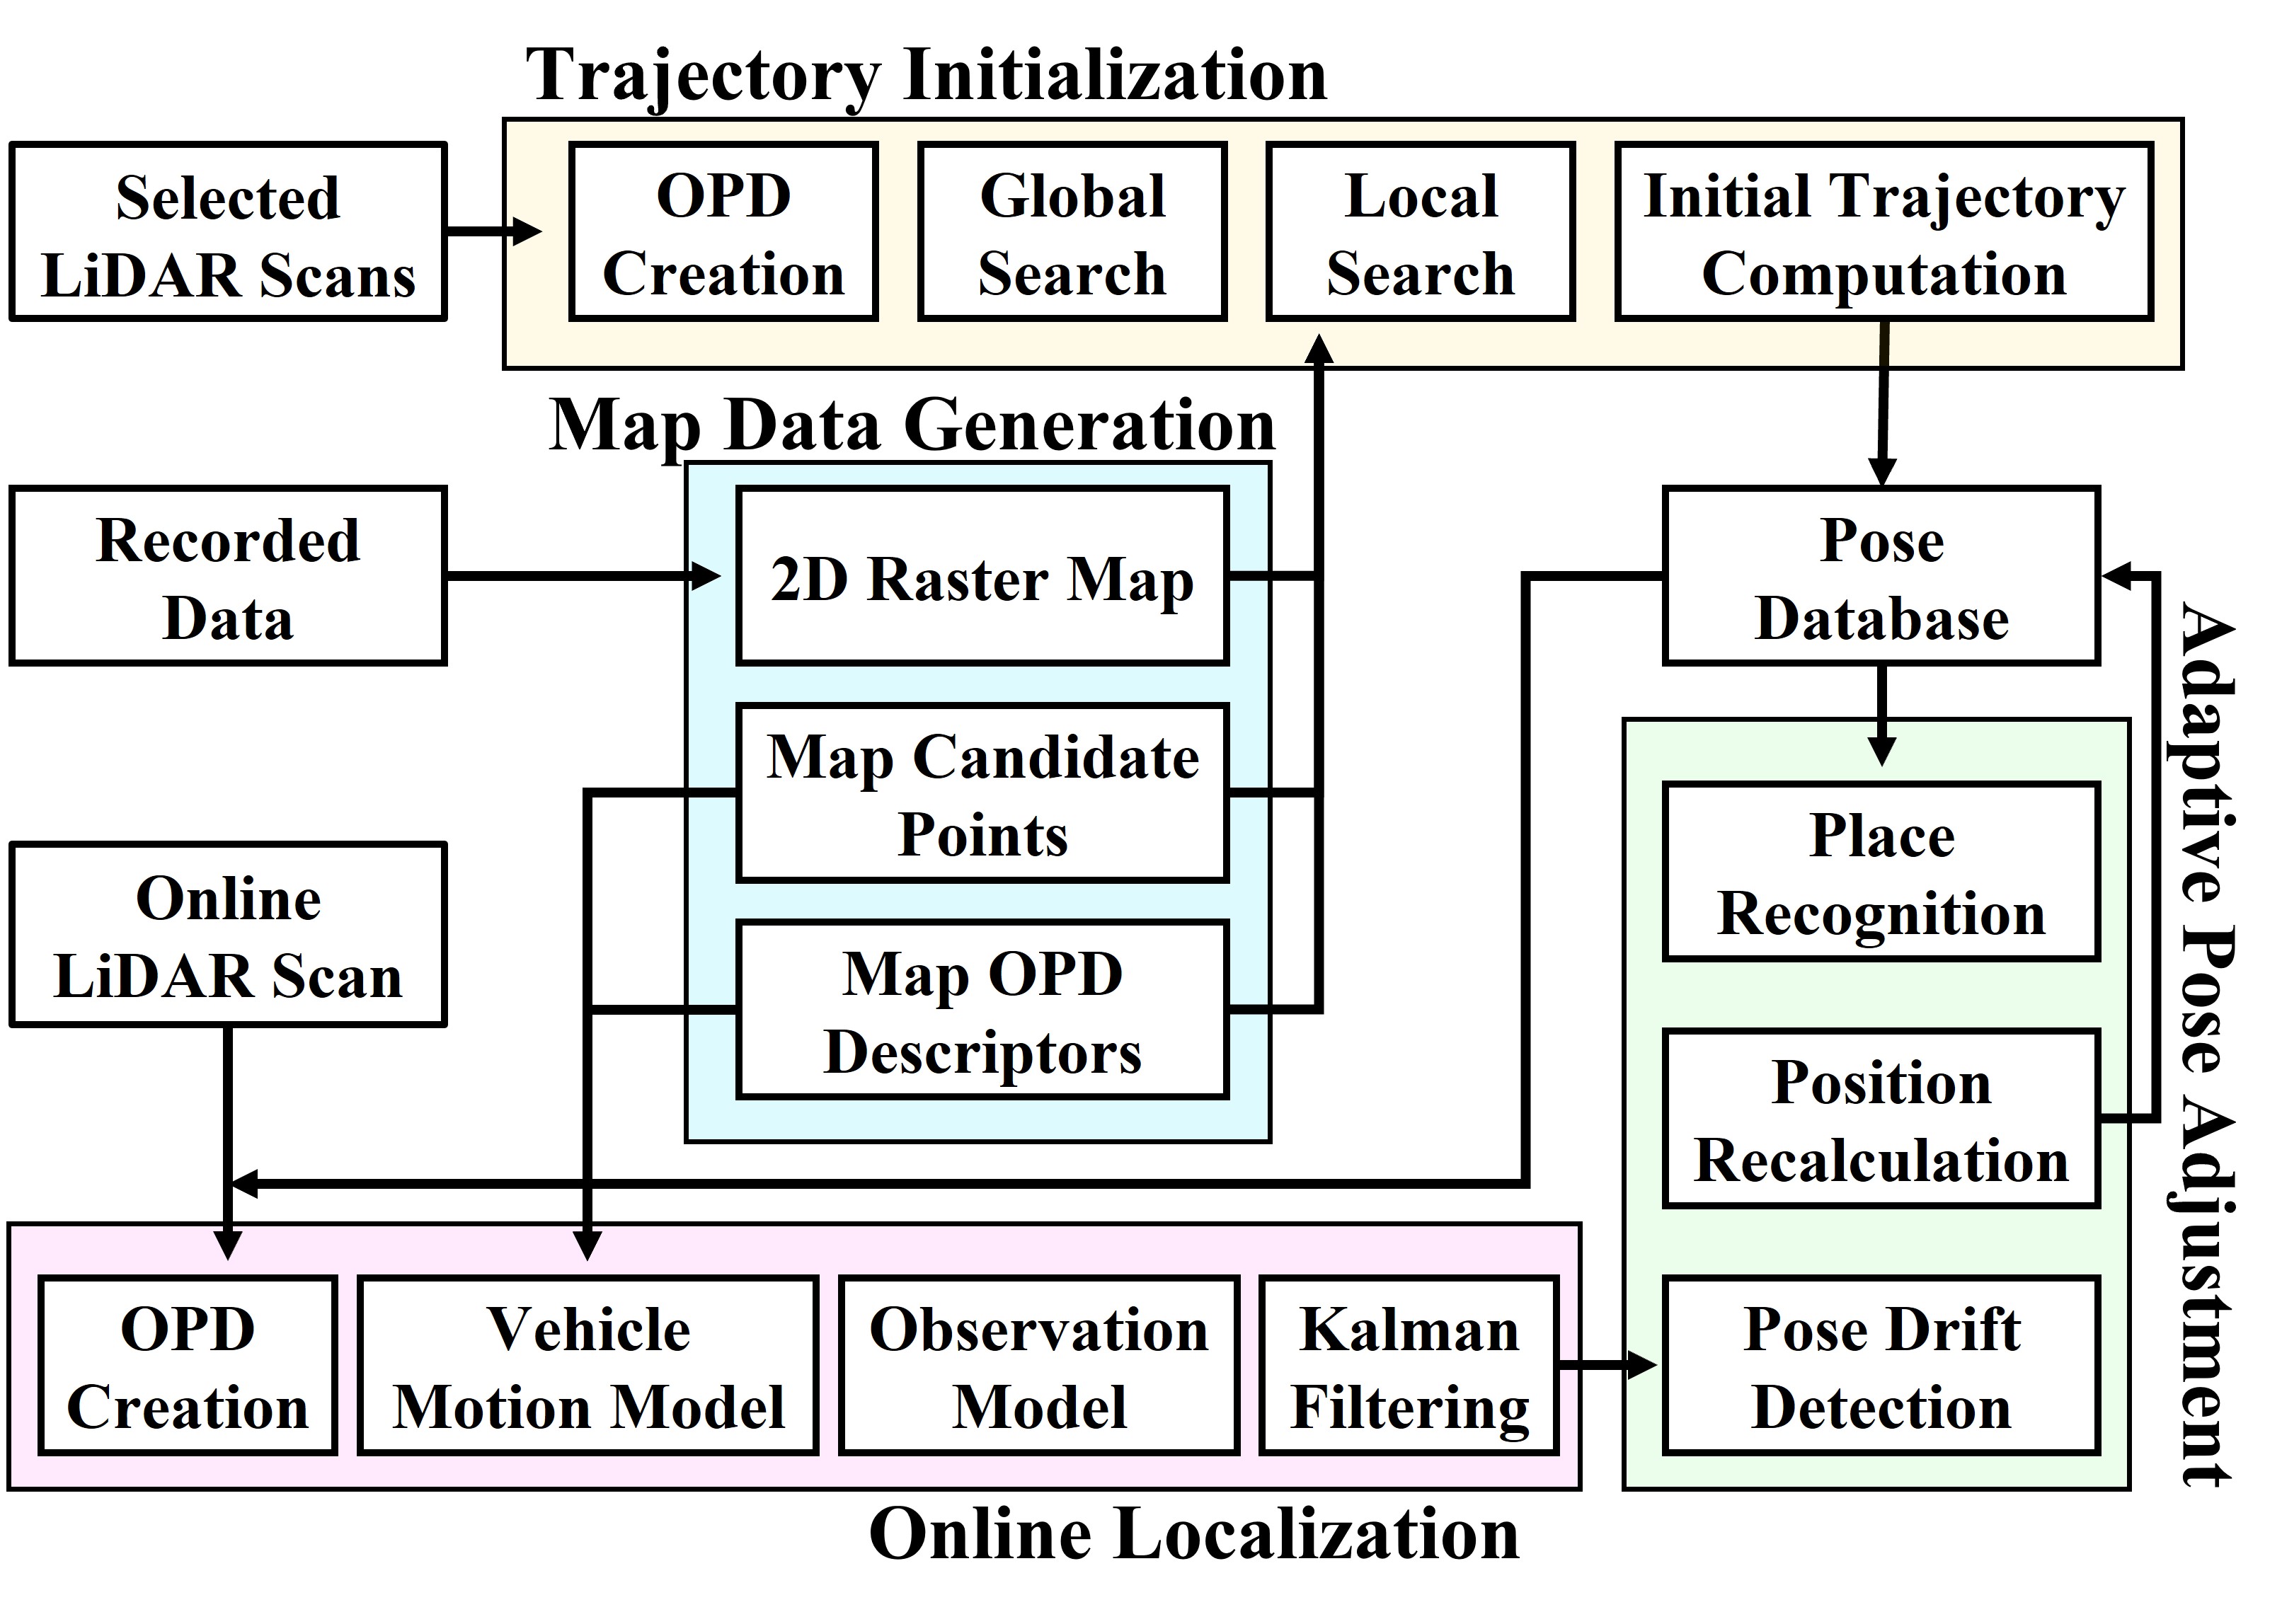 Trajectory Initialization
Selected
LiDAR Scans
OPD
Creation
Global
Search
Local
Search
Initial Trajectory
Computation
Map Data Generation
Recorded
Data
2D Raster Map
Map Candidate
Points
Map OPD
Descriptors
Pose
Database
Online
LiDAR Scan
Place
Recognition
Position
Recalculation
Pose Drift
Detection
Adaptive Pose Adjustment
OPD
Creation
Vehicle
Motion Model
Observation
Model
Kalman
Filtering
Online Localization